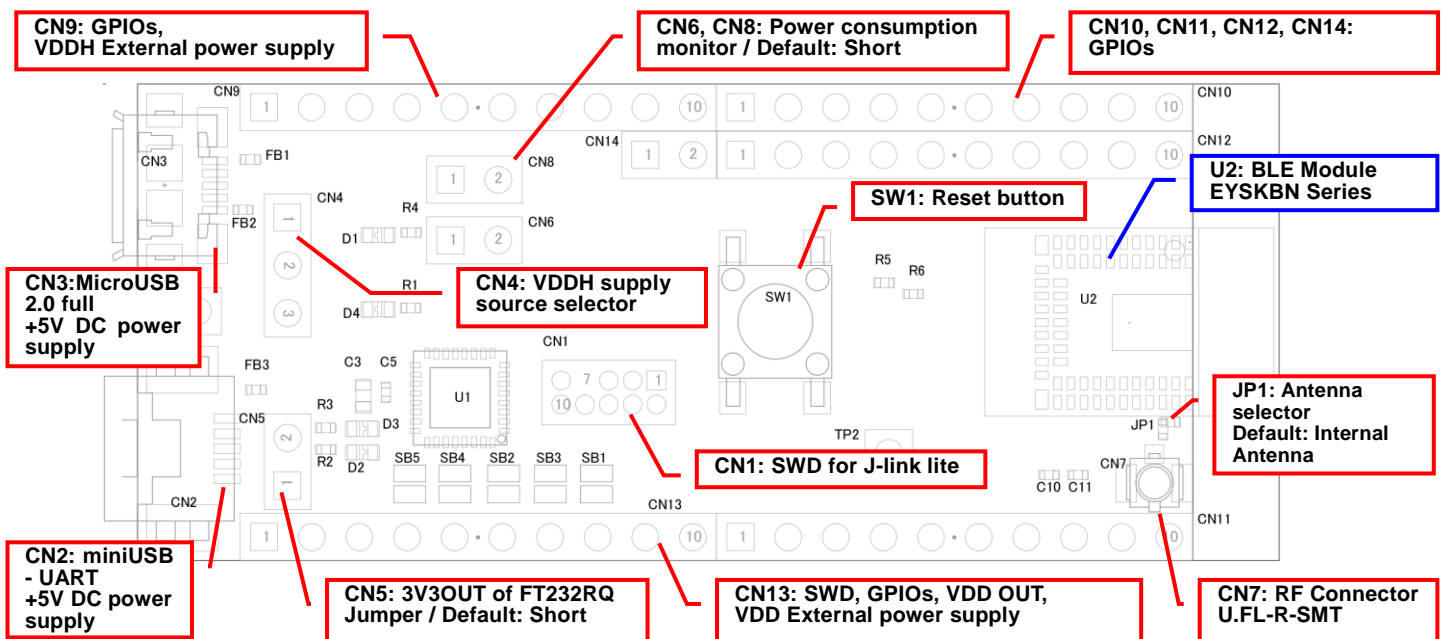 CN9: GPIOs,
VDDH External power supply
CN6, CN8: Power consumption
monitor / Default: Short
CN10, CN11, CN12, CN14:
GPIOs
CN9
1
10
1
10
CN10
CN14
1
2
1
10
CN12
CN3
FB1
CN8
1
2
U2: BLE Module
EYSKBN Series
SW1: Reset button
FB2
CN4
1
2
3
R4
D1
CN6
1
2
CN3:MicroUSB
2.0 full
+5V DC power
supply
CN4: VDDH supply
source selector
R1
D4
SW1
R5
R6
U2
FB3
C3
C5
U1
CN1
7
1
10
JP1: Antenna
selector
Default: Internal
Antenna
CN5
2
1
R3
D3
R2
D2
TP2
JP1
CN7
CN1: SWD for J-link lite
SB5
SB4
SB2
SB3
SB1
C10
C11
CN2
CN13
1
10
1
0
CN11
CN2: miniUSB
- UART
+5V DC power
supply
CN5: 3V3OUT of FT232RQ
Jumper / Default: Short
CN13: SWD, GPIOs, VDD OUT,
VDD External power supply
CN7: RF Connector
U.FL-R-SMT